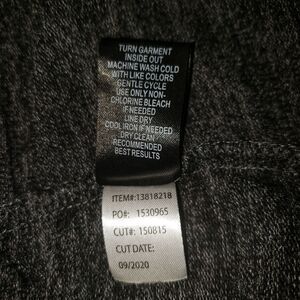 TURN GARMENT
INSIDE OUT
MACHINE WASH COLD
WITH LIKE COLORS
GENTLE CYCLE
USE ONLY NON-
CHLORINE BLEACH
IF NEEDED
LINE DRY
COOL IRON IF NEEDED
DRY CLEAN
RECOMMENDED
BEST RESULTS
ITEM#:13818218
PO#: 1530965
CUT#: 150815
CUT DATE:
09/2020